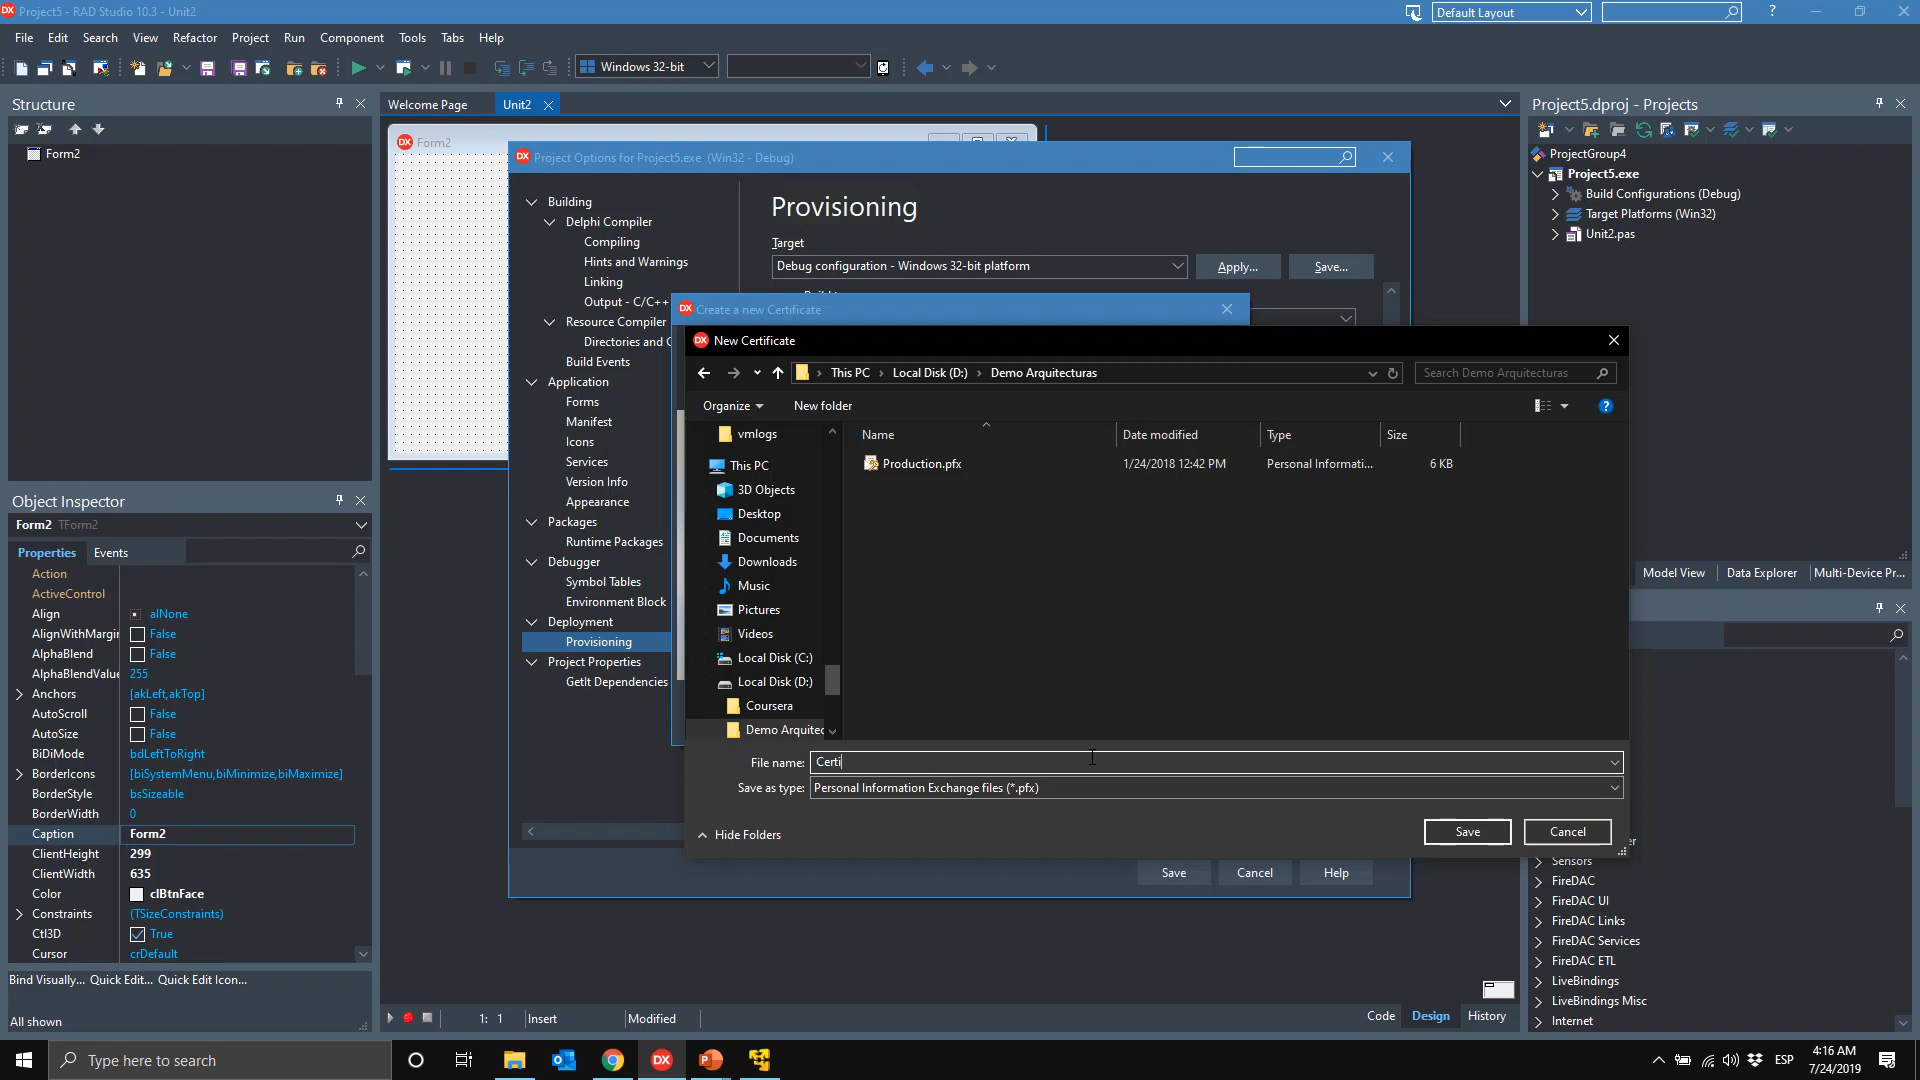 Project5 - RAD Studio 10.3 - Unit2
Default Layout
?
File Edit Search View Refactor Project Run Component Tools Tabs Help
Windows 32-bit
Structure
Form2
Welcome Page Unit2
Form2
Project Options for Project5.exe (Win32 - Debug)
Building
Delphi Compiler
Compiling
Hints and Warnings
Linking
Output - C/C++
Resource Compiler
Directories and C
Build Events
Application
Forms
Manifest
Icons
Services
Version Info
Appearance
Packages
Runtime Packages
Debugger
Symbol Tables
Environment Block
Deployment
Provisioning
Project Properties
GetIt Dependencies
Provisioning
Target
Debug configuration - Windows 32-bit platform
Apply... Save...
Create a new Certificate
New Certificate
This PC › Local Disk (D:) › Demo Arquitecturas
Search Demo Arquitecturas
Organize New folder
Name Date modified Type Size
Production.pfx 1/24/2018 12:42 PM Personal Informati... 6 KB
vmlogs
This PC
3D Objects
Desktop
Documents
Downloads
Music
Pictures
Videos
Local Disk (C:)
Local Disk (D:)
Coursera
Demo Arquitec
File name: Certi
Save as type: Personal Information Exchange files (*.pfx)
Hide Folders
Save Cancel
Save Cancel Help
Project5.dproj - Projects
ProjectGroup4
Project5.exe
Build Configurations (Debug)
Target Platforms (Win32)
Unit2.pas
Model View Data Explorer Multi-Device Pr...
Sensors
FireDAC
FireDAC UI
FireDAC Links
FireDAC Services
FireDAC ETL
LiveBindings
LiveBindings Misc
Internet
Object Inspector
Form2 TForm2
Properties Events
Action
ActiveControl
Align alNone
AlignWithMargin False
AlphaBlend False
AlphaBlendValue 255
Anchors [akLeft,akTop]
AutoScroll False
AutoSize False
BiDiMode bdLeftToRight
BorderIcons [biSystemMenu,biMinimize,biMaximize]
BorderStyle bsSizeable
BorderWidth 0
Caption Form2
ClientHeight 299
ClientWidth 635
Color clBtnFace
Constraints (TSizeConstraints)
Ctl3D True
Cursor crDefault
Bind Visually... Quick Edit... Quick Edit Icon...
All shown
1: 1 Insert Modified
Code Design History
Type here to search
ESP
4:16 AM
7/24/2019